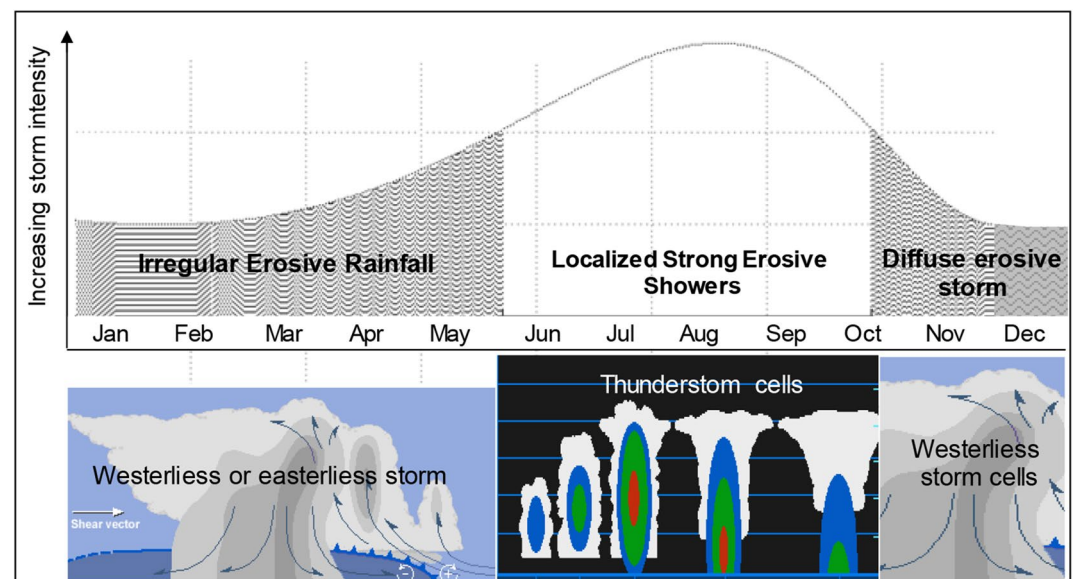 Increasing storm intensity
Irregular Erosive Rainfall
Localized Strong Erosive
Showers
Diffuse erosive
storm
Jan Feb Mar Apr May Jun Jul Aug Sep Oct Nov Dec
Westerliess or easterliess storm
Shear vector
- +
Thunderstom cells
Westerliess
storm cells